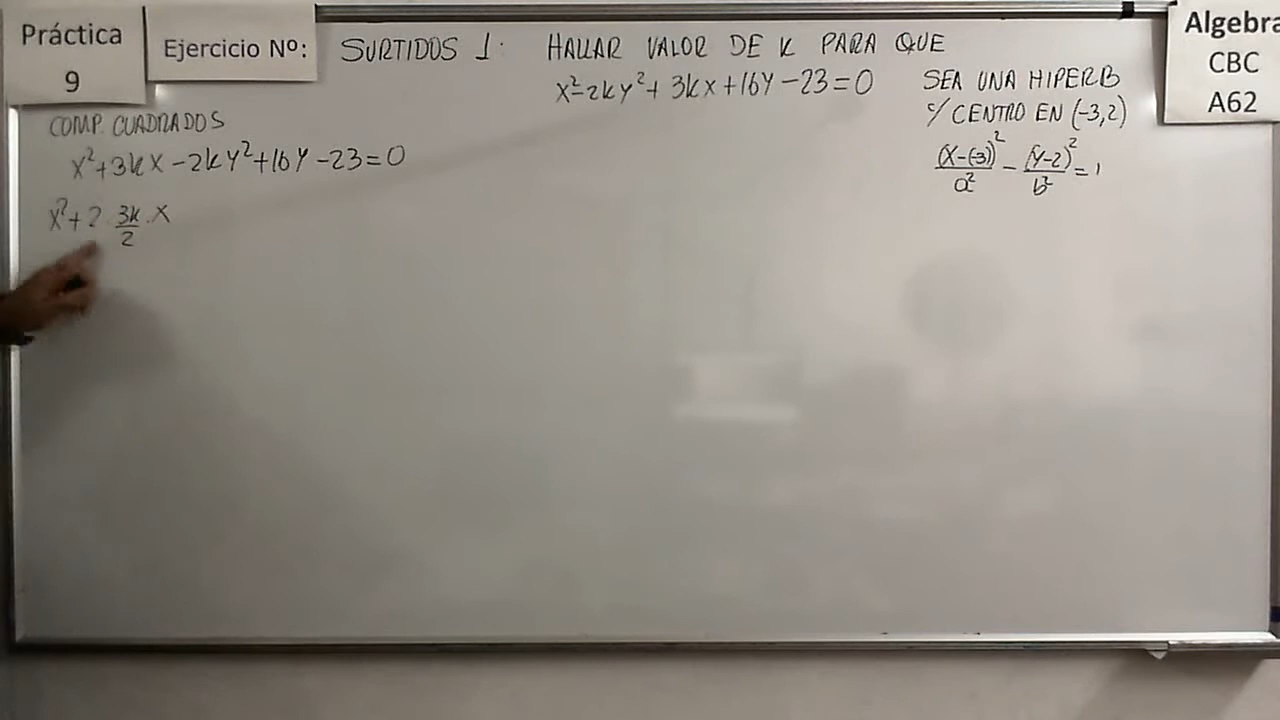 Práctica
9
Ejercicio Nº:
SURTIDOS 1: HALLAR VALOR DE K PARA QUE
x²-2ky²+3kx+16y-23=0 SEA UNA HIPERB
c/ CENTRO EN (-3,2)
(x-(-3))²/a² - (y-2)²/b² = 1
Algebra
CBC
A62
COMP. CUADRADOS
x²+3kx-2ky²+16y-23=0
x²+2·3k/2·x